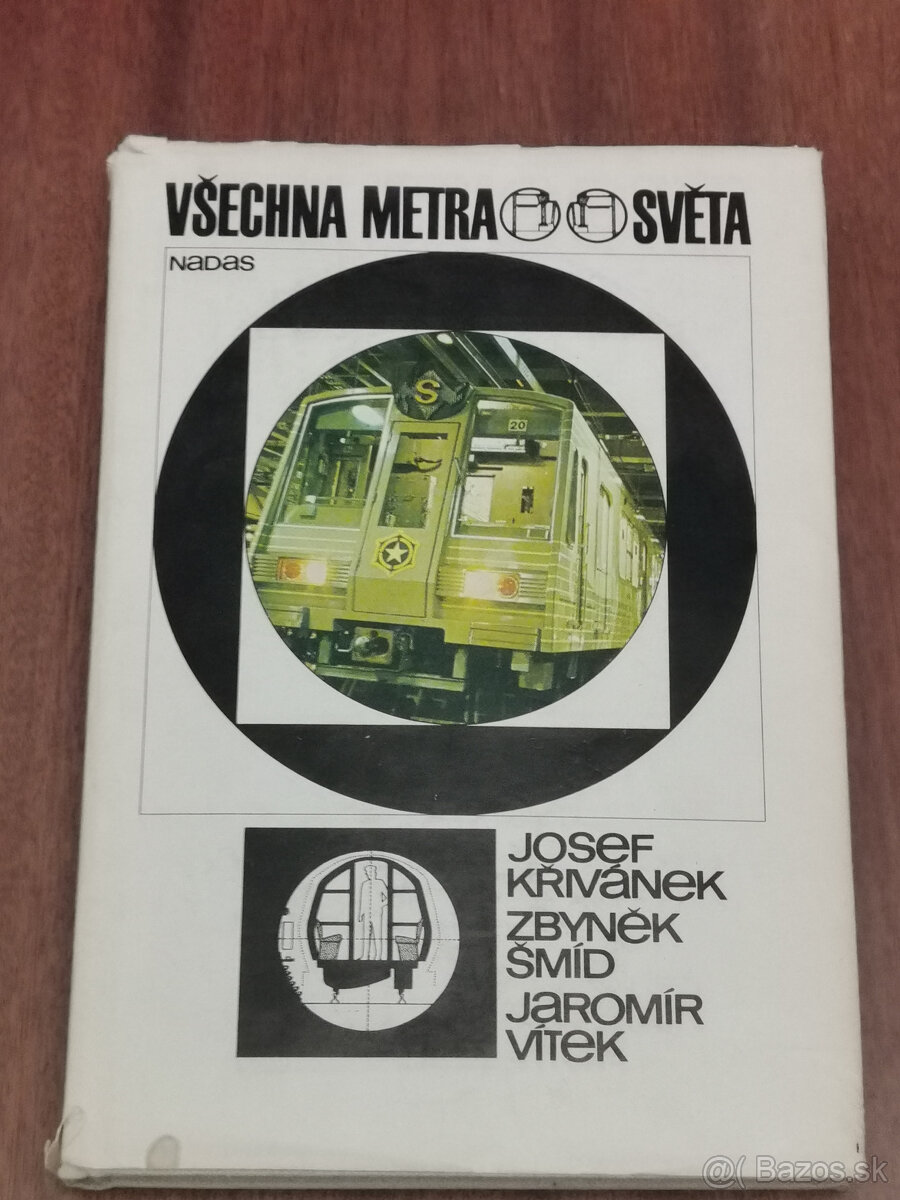 VŠECHNA METRA SVĚTA
NaDaS
S
20
JOSEF
KŘIVÁNEK
ZBYNĚK
ŠMÍD
JAROMÍR
VÍTEK
@( Bazos.sk